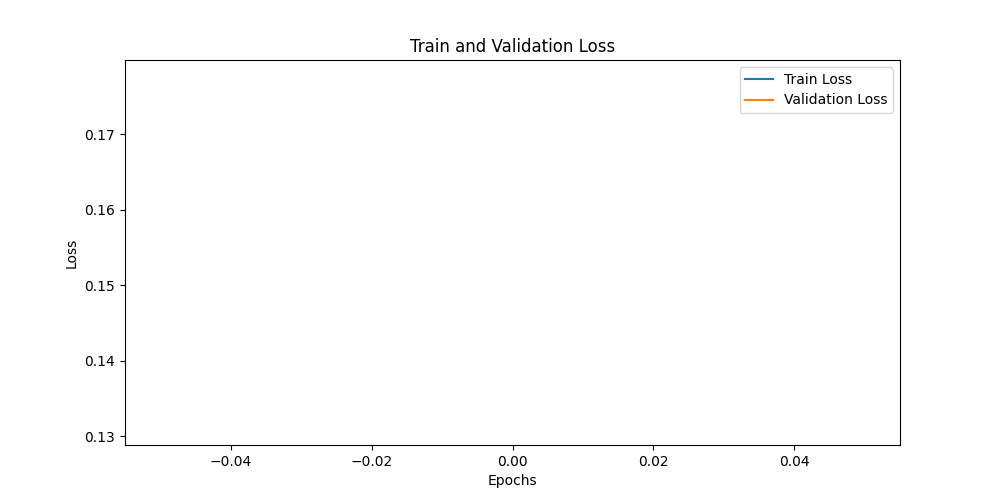 Train and Validation Loss
Train Loss
Validation Loss
0.17
0.16
0.15
0.14
0.13
Loss
−0.04
−0.02
0.00
0.02
0.04
Epochs